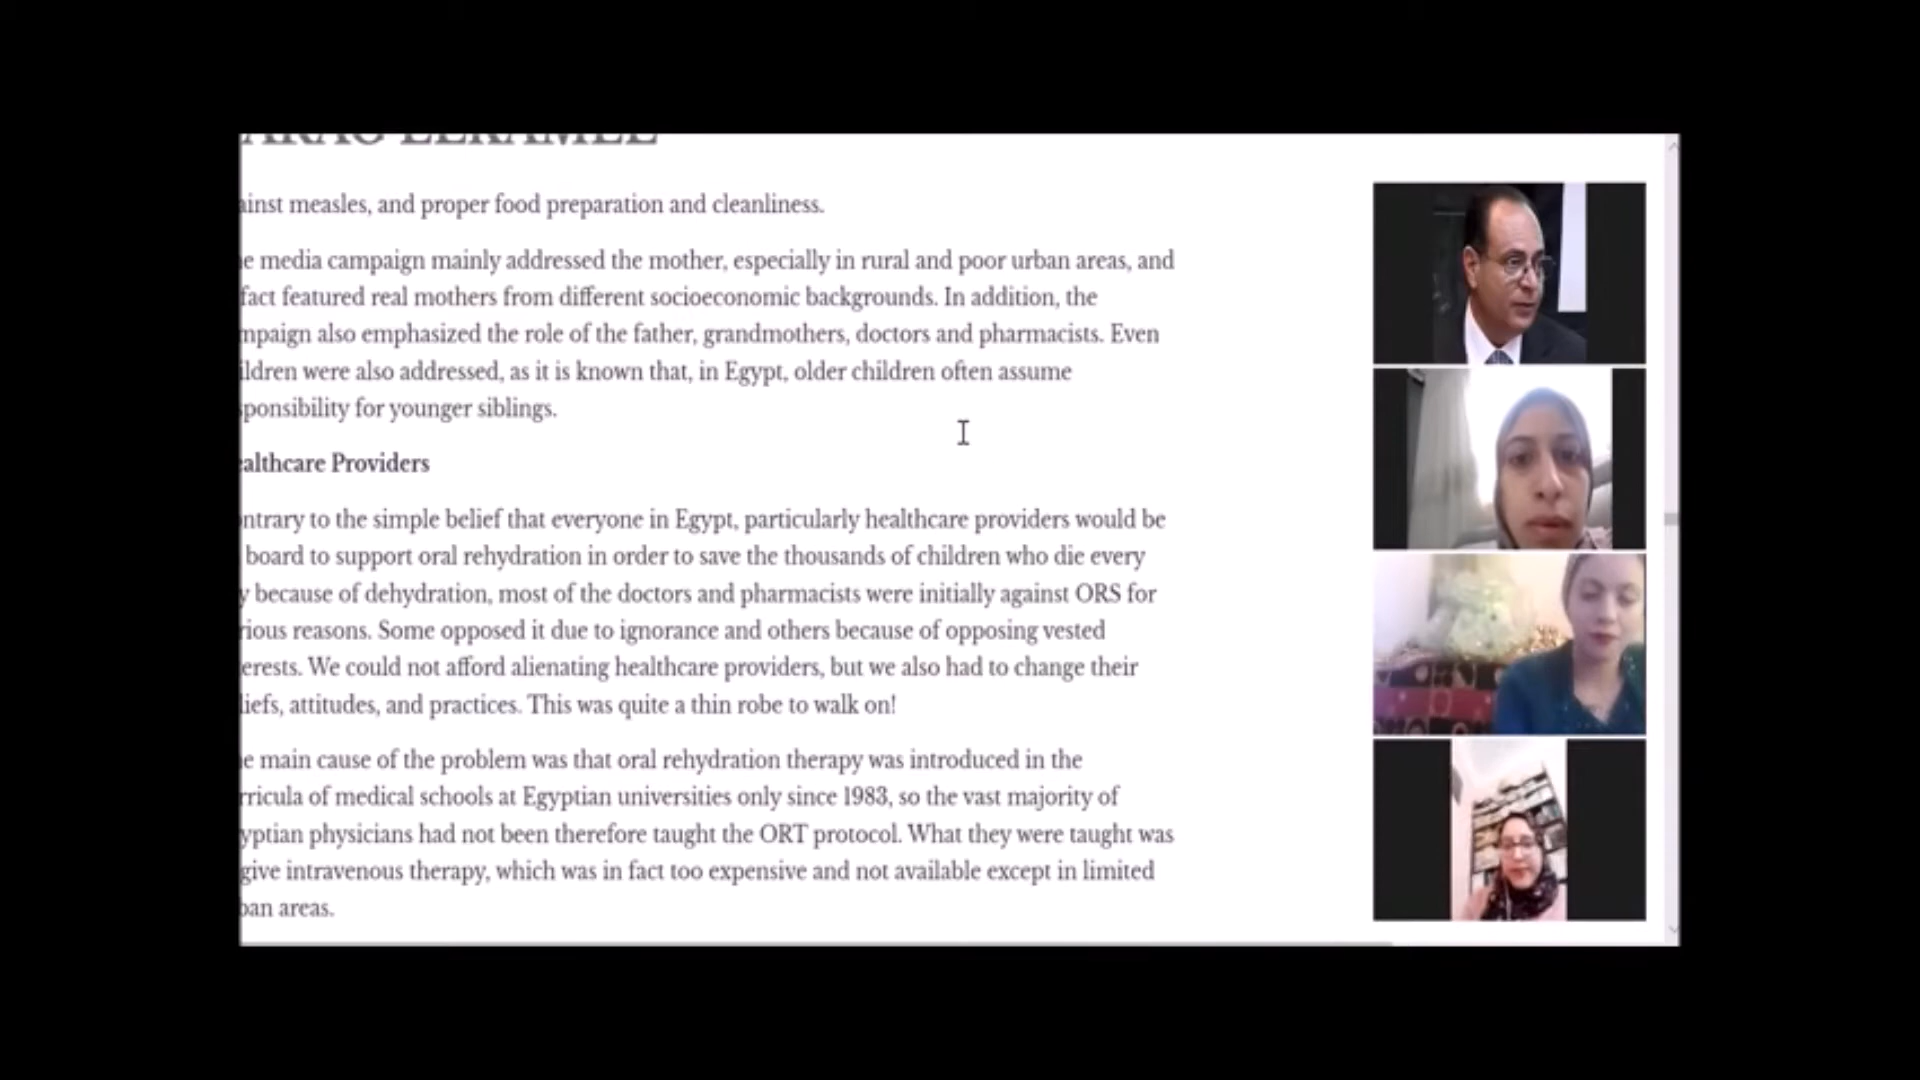 ARAG ELKAMEL
ainst measles, and proper food preparation and cleanliness.
e media campaign mainly addressed the mother, especially in rural and poor urban areas, and
fact featured real mothers from different socioeconomic backgrounds. In addition, the
mpaign also emphasized the role of the father, grandmothers, doctors and pharmacists. Even
ildren were also addressed, as it is known that, in Egypt, older children often assume
sponsibility for younger siblings.
althcare Providers
ntrary to the simple belief that everyone in Egypt, particularly healthcare providers would be
board to support oral rehydration in order to save the thousands of children who die every
y because of dehydration, most of the doctors and pharmacists were initially against ORS for
rious reasons. Some opposed it due to ignorance and others because of opposing vested
erests. We could not afford alienating healthcare providers, but we also had to change their
liefs, attitudes, and practices. This was quite a thin robe to walk on!
e main cause of the problem was that oral rehydration therapy was introduced in the
rricula of medical schools at Egyptian universities only since 1983, so the vast majority of
yptian physicians had not been therefore taught the ORT protocol. What they were taught was
give intravenous therapy, which was in fact too expensive and not available except in limited
ban areas.